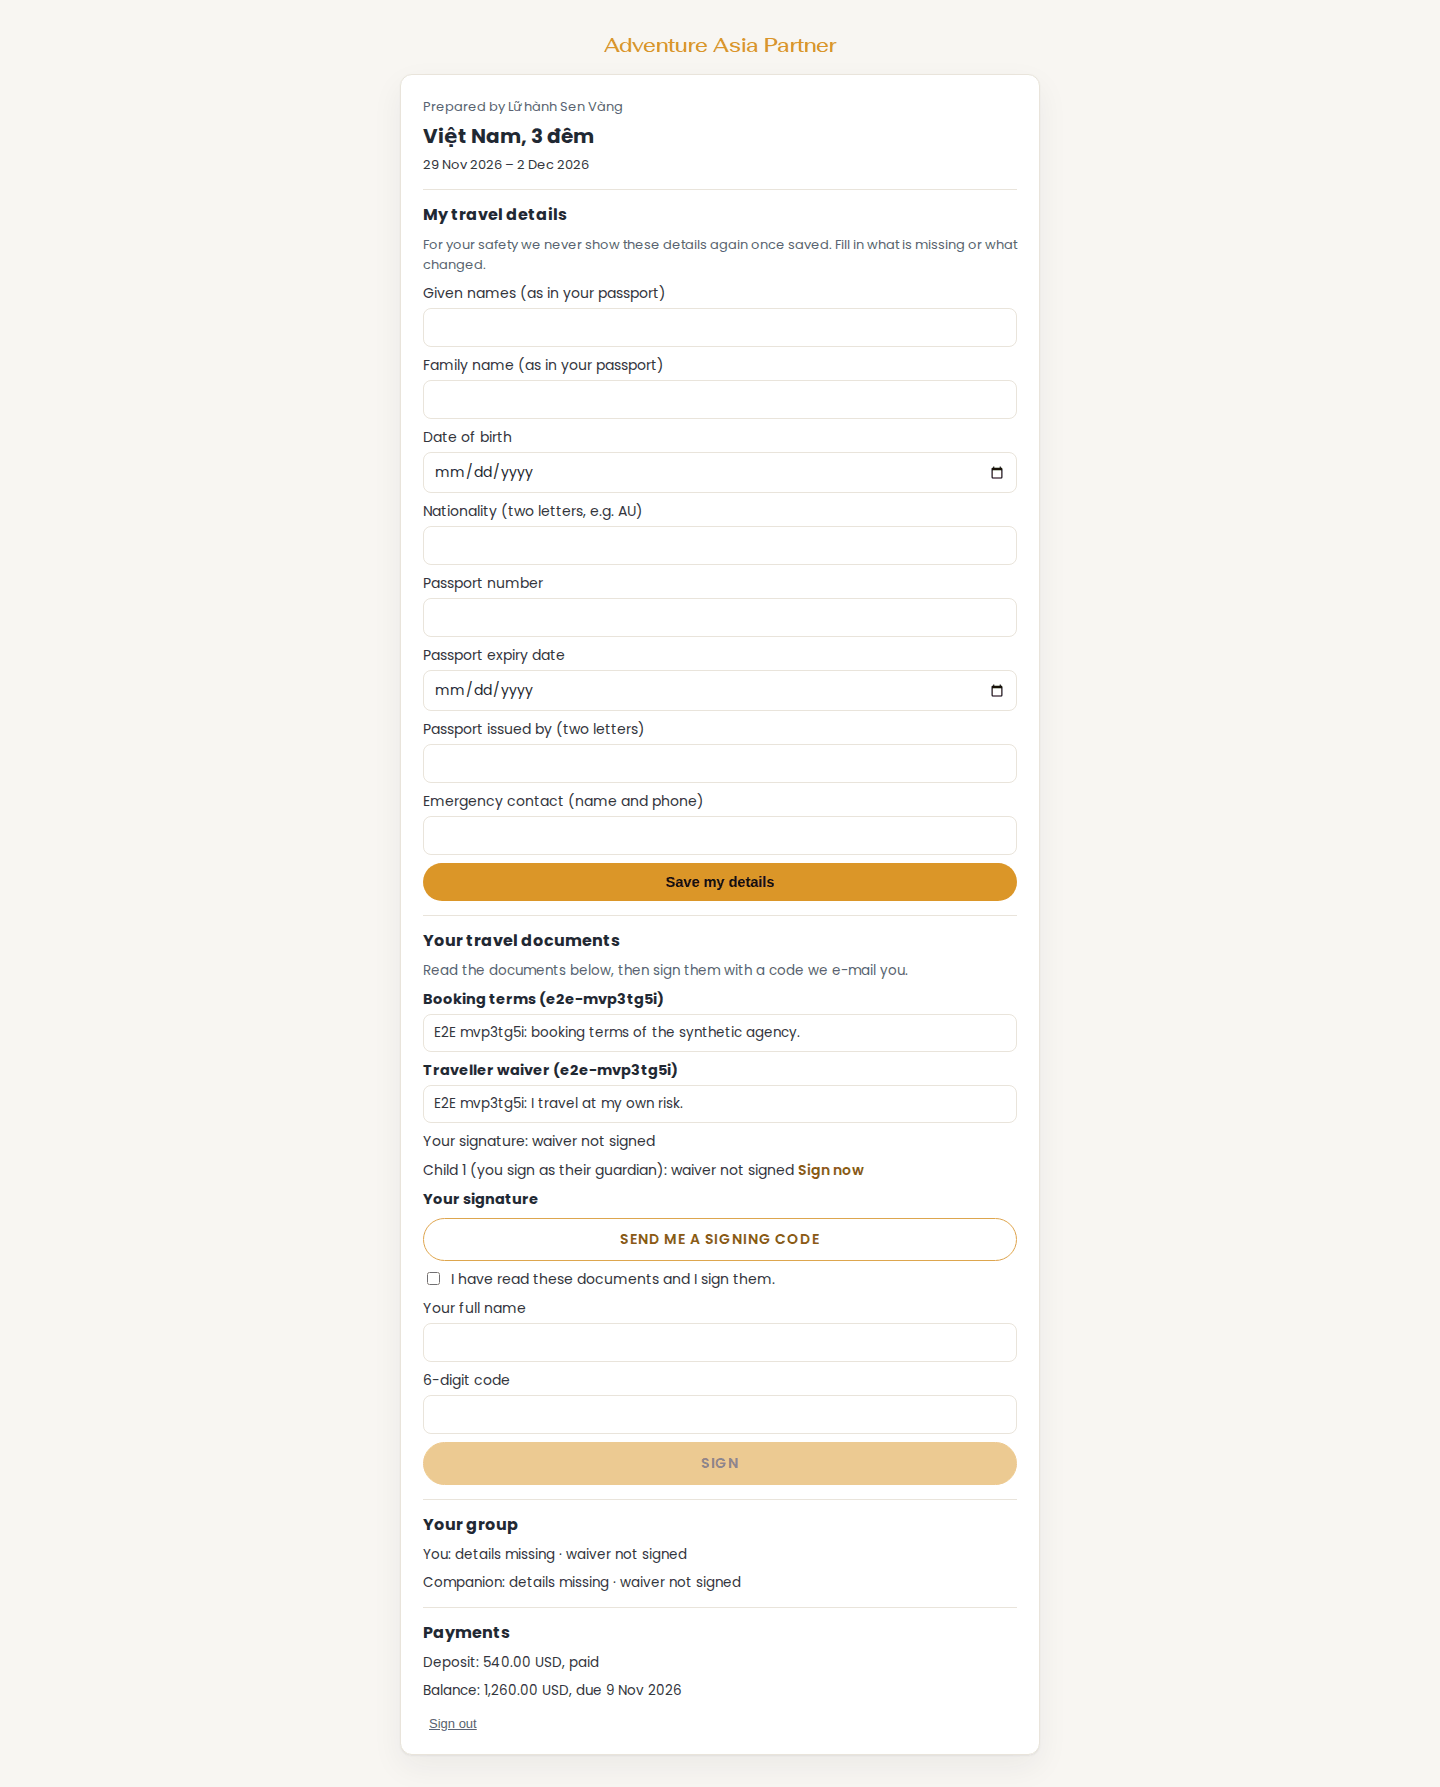 Adventure Asia Partner
Prepared by Lữ hành Sen Vàng
Việt Nam, 3 đêm
29 Nov 2026 – 2 Dec 2026
My travel details
For your safety we never show these details again once saved. Fill in what is missing or what
changed.
Given names (as in your passport)
Family name (as in your passport)
Date of birth
mm/dd/yyyy
Nationality (two letters, e.g. AU)
Passport number
Passport expiry date
mm/dd/yyyy
Passport issued by (two letters)
Emergency contact (name and phone)
Save my details
Your travel documents
Read the documents below, then sign them with a code we e-mail you.
Booking terms (e2e-mvp3tg5i)
E2E mvp3tg5i: booking terms of the synthetic agency.
Traveller waiver (e2e-mvp3tg5i)
E2E mvp3tg5i: I travel at my own risk.
Your signature: waiver not signed
Child 1 (you sign as their guardian): waiver not signed Sign now
Your signature
SEND ME A SIGNING CODE
I have read these documents and I sign them.
Your full name
6-digit code
SIGN
Your group
You: details missing · waiver not signed
Companion: details missing · waiver not signed
Payments
Deposit: 540.00 USD, paid
Balance: 1,260.00 USD, due 9 Nov 2026
Sign out